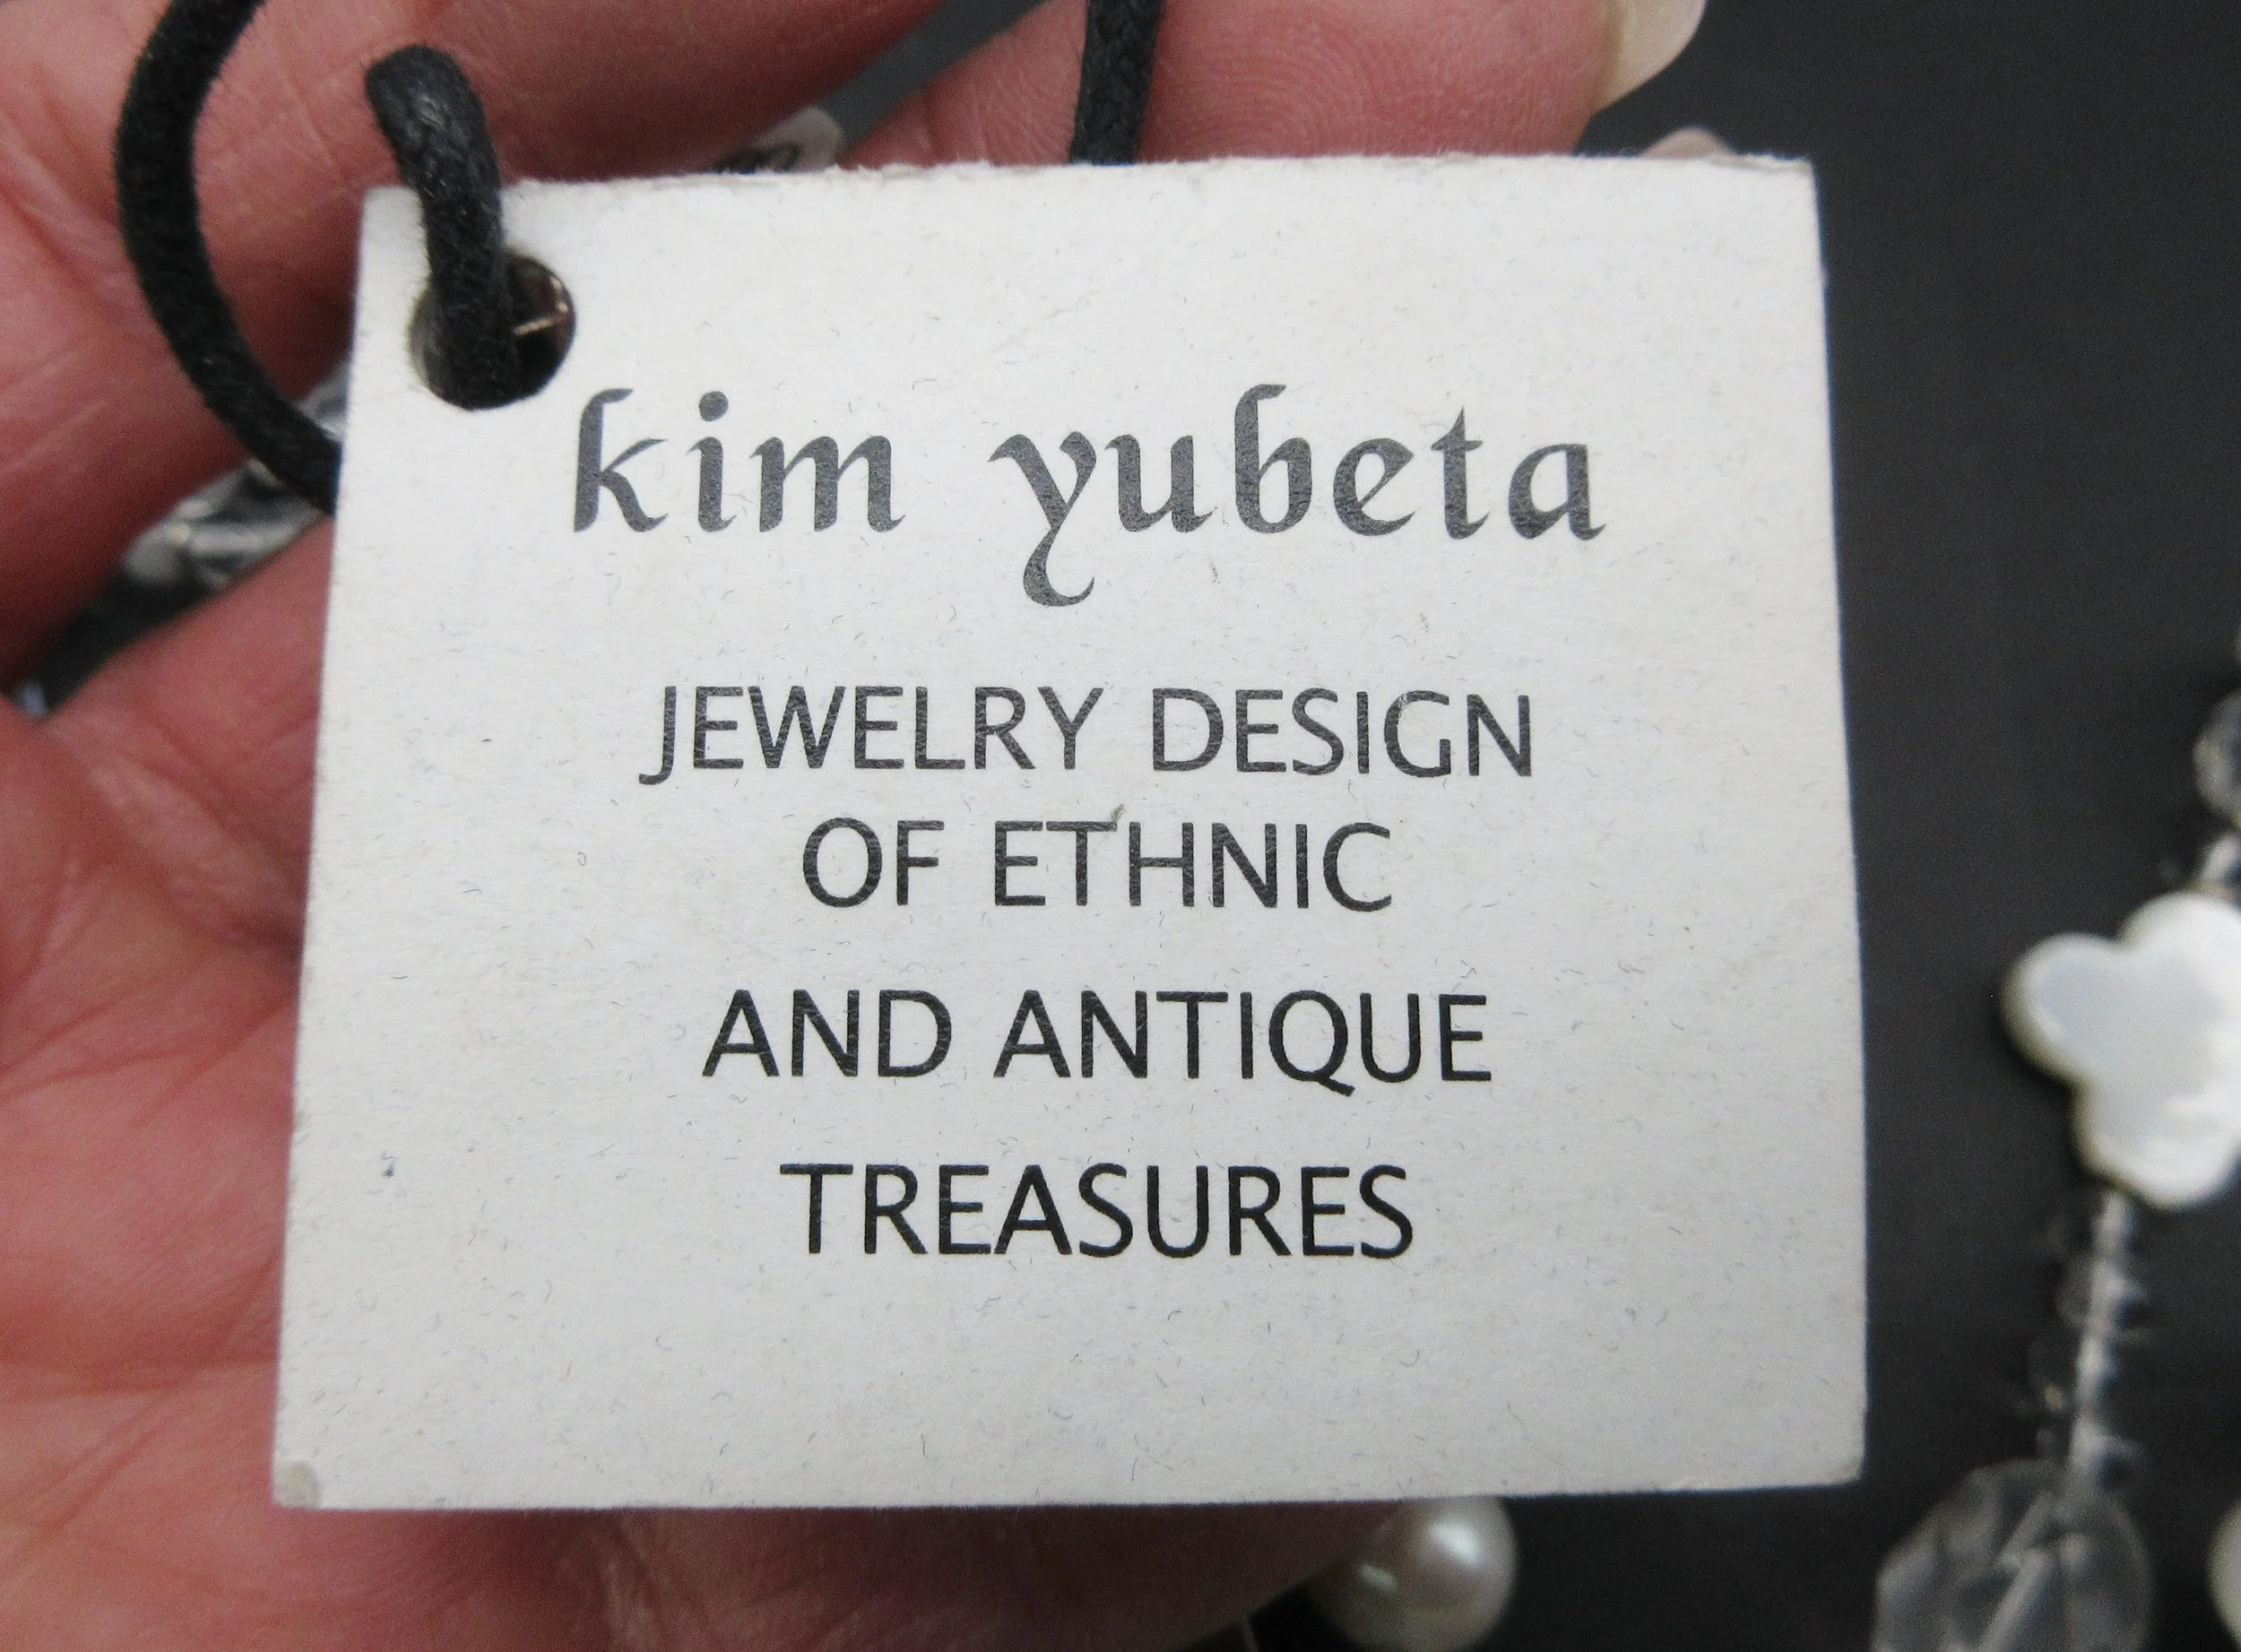 kim yubeta
JEWELRY DESIGN
OF ETHNIC
AND ANTIQUE
TREASURES